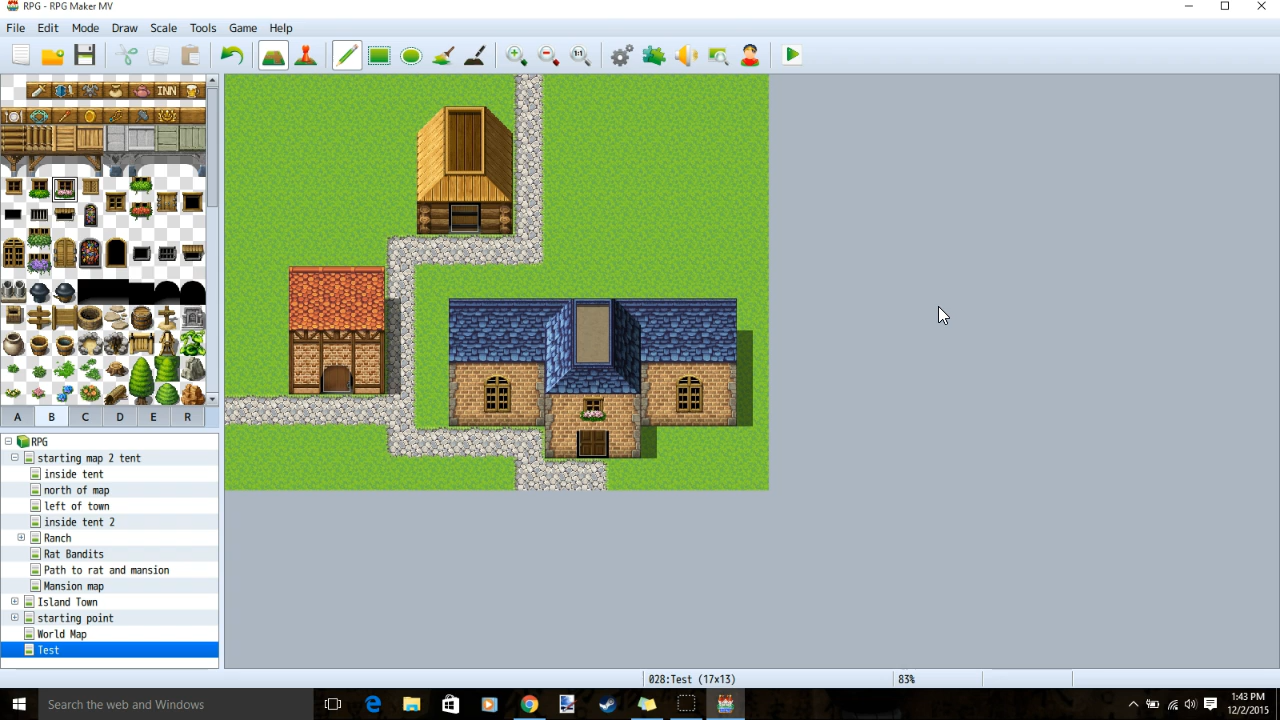 RPG - RPG Maker MV
File Edit Mode Draw Scale Tools Game Help
1:1
INN
A B C D E R
RPG
starting map 2 tent
inside tent
north of map
left of town
inside tent 2
Ranch
Rat Bandits
Path to rat and mansion
Mansion map
Island Town
starting point
World Map
Test
028:Test (17x13) 83%
Search the web and Windows
1:43 PM
12/2/2015